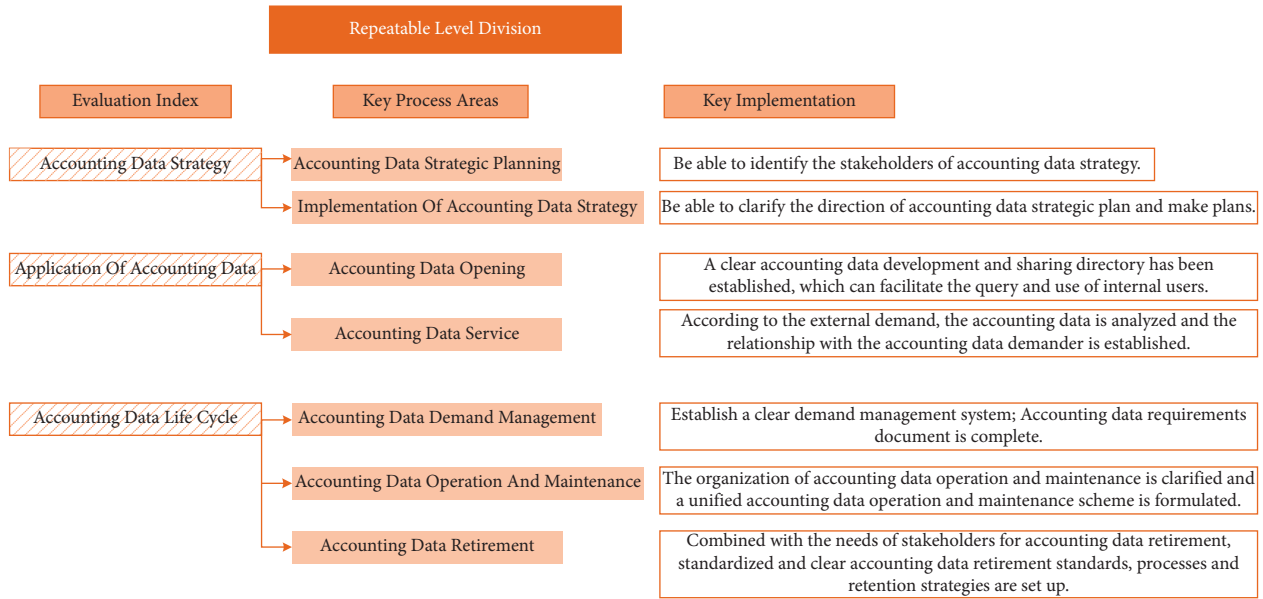 Repeatable Level Division
Evaluation Index
Key Process Areas
Key Implementation
Accounting Data Strategy
Accounting Data Strategic Planning
Be able to identify the stakeholders of accounting data strategy.
Implementation Of Accounting Data Strategy
Be able to clarify the direction of accounting data strategic plan and make plans.
Application Of Accounting Data
Accounting Data Opening
A clear accounting data development and sharing directory has been
established, which can facilitate the query and use of internal users.
Accounting Data Service
According to the external demand, the accounting data is analyzed and the
relationship with the accounting data demander is established.
Accounting Data Life Cycle
Accounting Data Demand Management
Establish a clear demand management system; Accounting data requirements
document is complete.
Accounting Data Operation And Maintenance
The organization of accounting data operation and maintenance is clarified and
a unified accounting data operation and maintenance scheme is formulated.
Accounting Data Retirement
Combined with the needs of stakeholders for accounting data retirement,
standardized and clear accounting data retirement standards, processes and
retention strategies are set up.